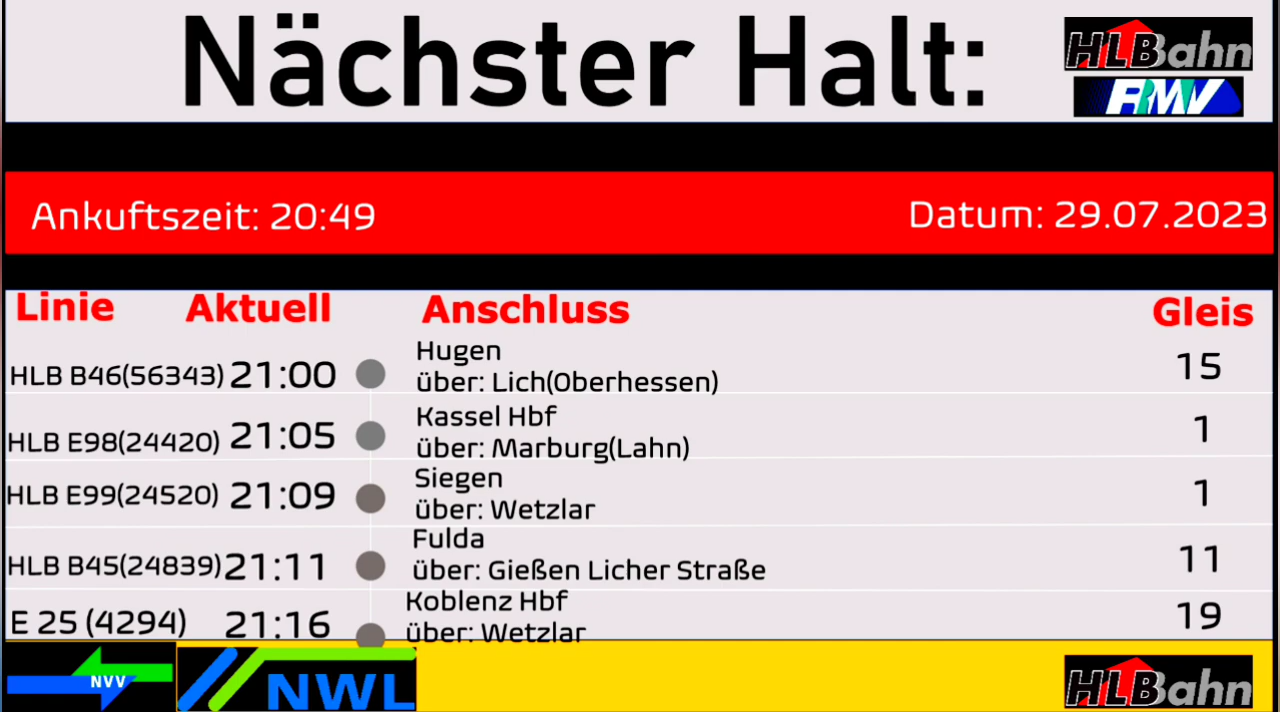 Nächster Halt:
HLBahn
RMV
Ankuftszeit: 20:49
Datum: 29.07.2023
Linie Aktuell Anschluss Gleis
HLB B46(56343) 21:00 Hugen 15
über: Lich(Oberhessen)
HLB E98(24420) 21:05 Kassel Hbf 1
über: Marburg(Lahn)
HLB E99(24520) 21:09 Siegen 1
über: Wetzlar
HLB B45(24839) 21:11 Fulda 11
über: Gießen Licher Straße
E 25 (4294) 21:16 Koblenz Hbf 19
über: Wetzlar
NVV
NWL
HLBahn